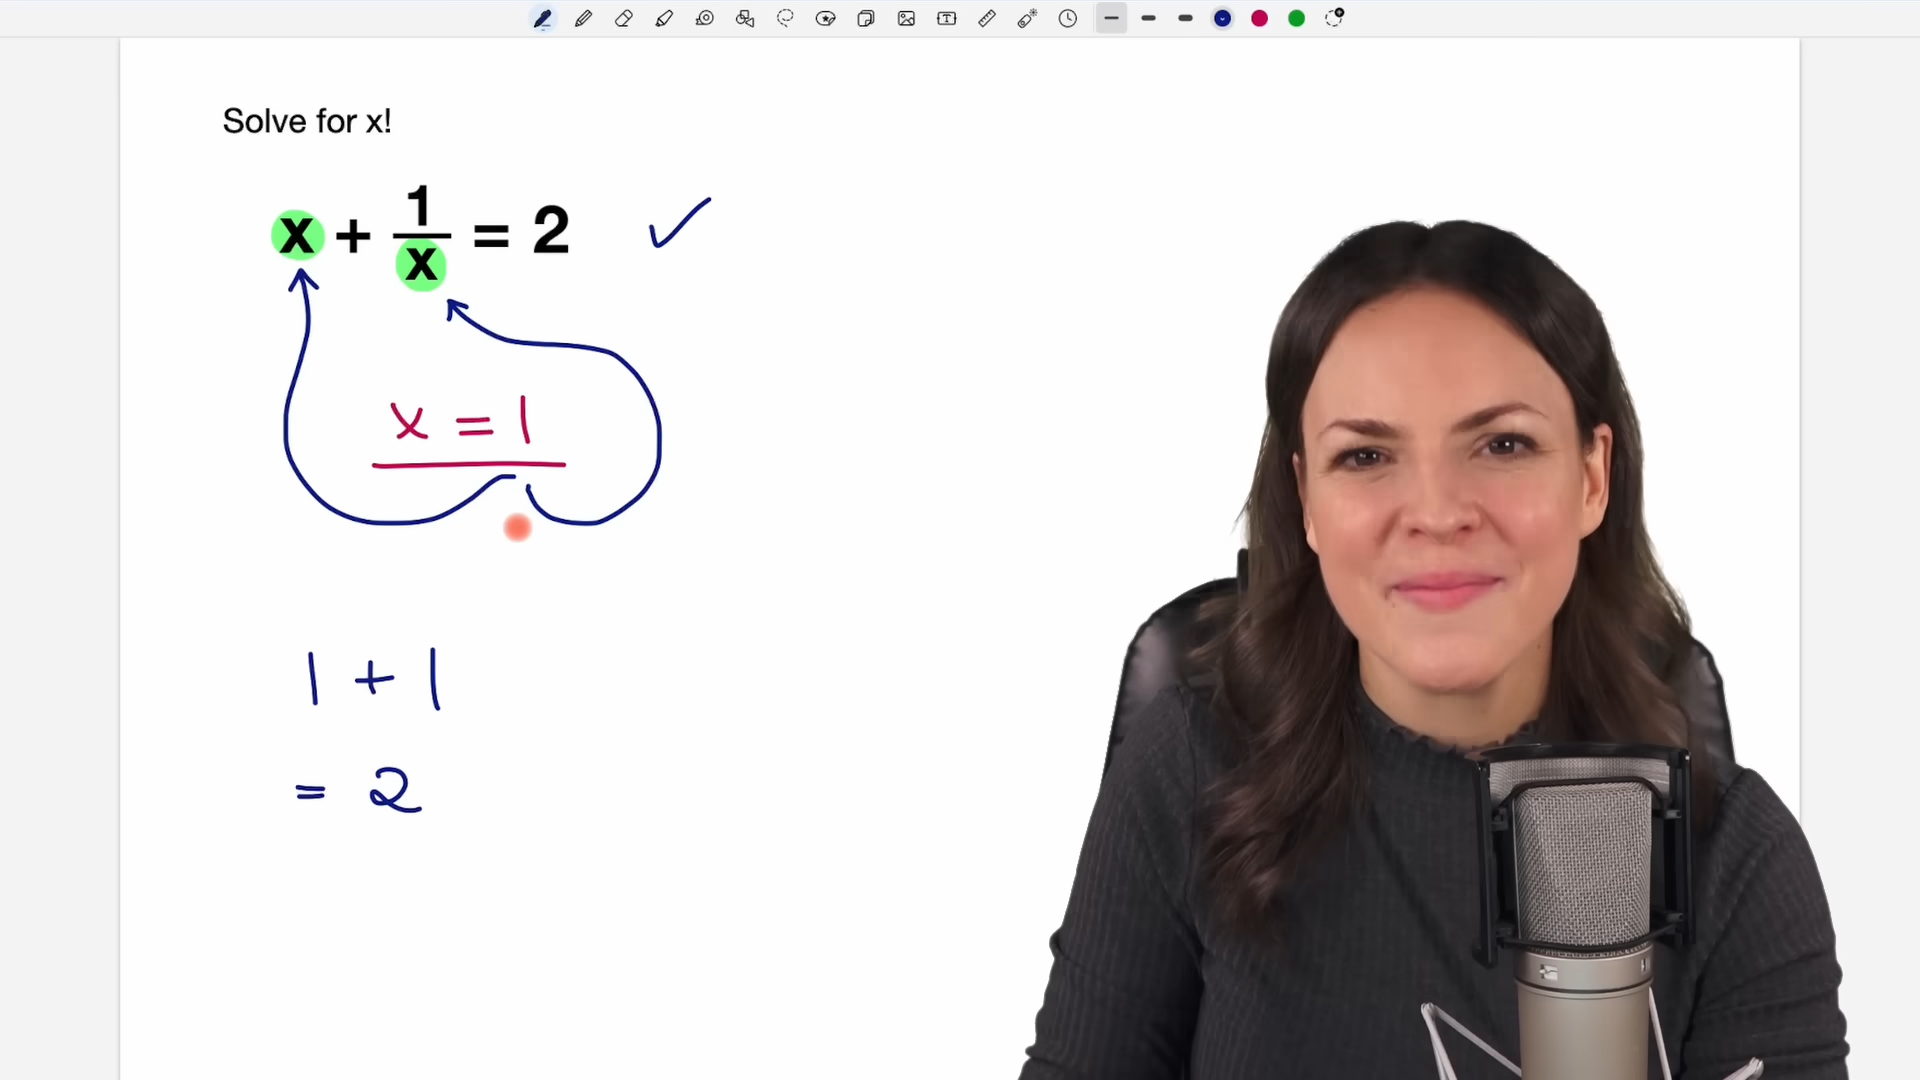 Solve for x!
x + 1/x = 2 ✓
x = 1
1 + 1
= 2